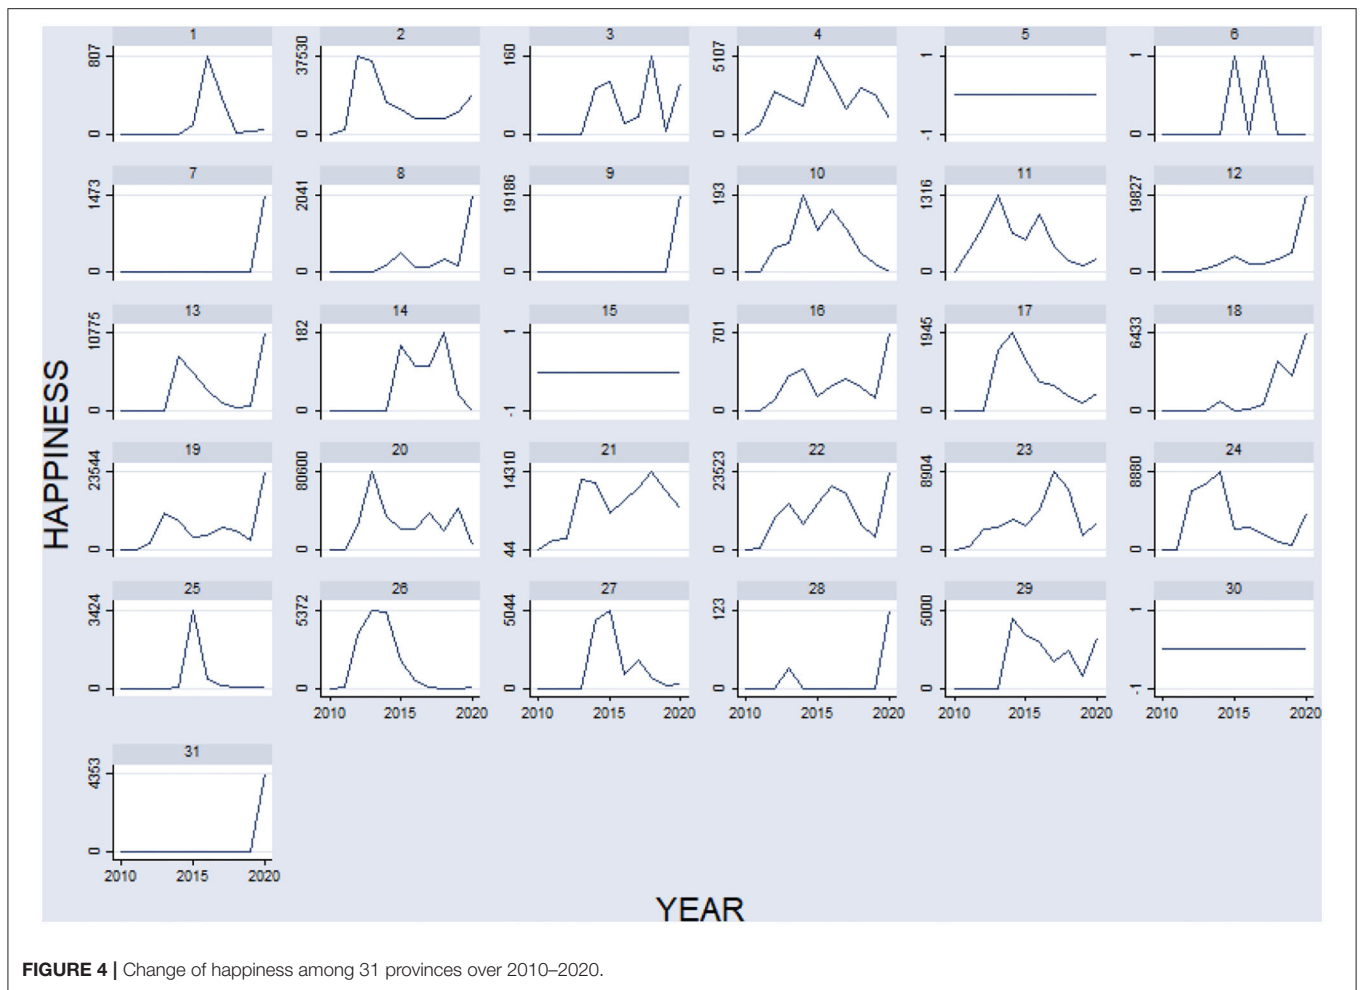 1 2 3 4 5 6
807 0 37530 0 160 0 5107 0 1 -1 1 0
7 8 9 10 11 12
1473 0 2041 0 19186 0 193 0 1316 0 19827 0
13 14 15 16 17 18
10775 0 182 0 1 -1 701 0 1945 0 6433 0
HAPPINESS
19 20 21 22 23 24
23544 0 80600 0 14310 44 23523 0 8904 0 8880 0
25 26 27 28 29 30
3424 0 5372 0 5044 0 123 0 5000 0 1 -1
2010 2015 2020 2010 2015 2020 2010 2015 2020 2010 2015 2020 2010 2015 2020
31
4353 0
2010 2015 2020
YEAR
FIGURE 4 | Change of happiness among 31 provinces over 2010–2020.